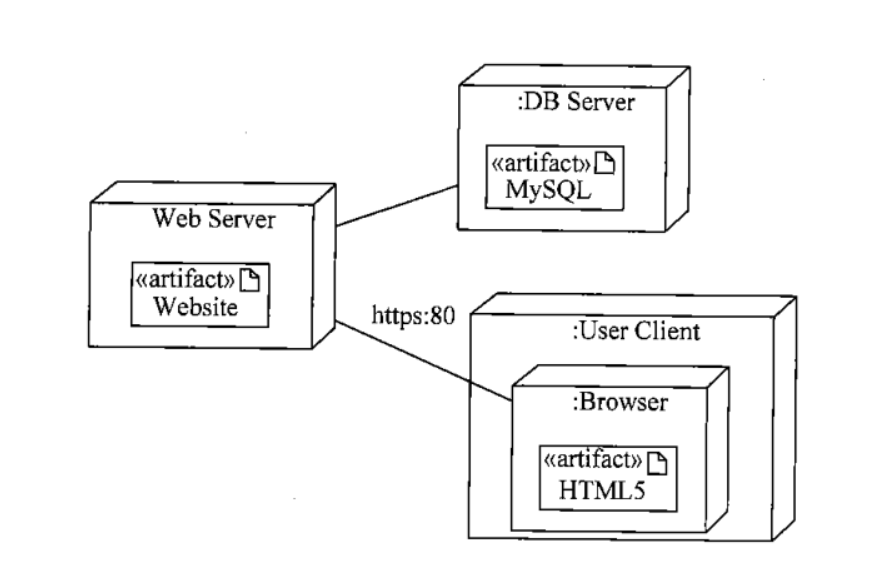 :DB Server
«artifact»
MySQL
Web Server
«artifact»
Website
https:80
:User Client
:Browser
«artifact»
HTML5